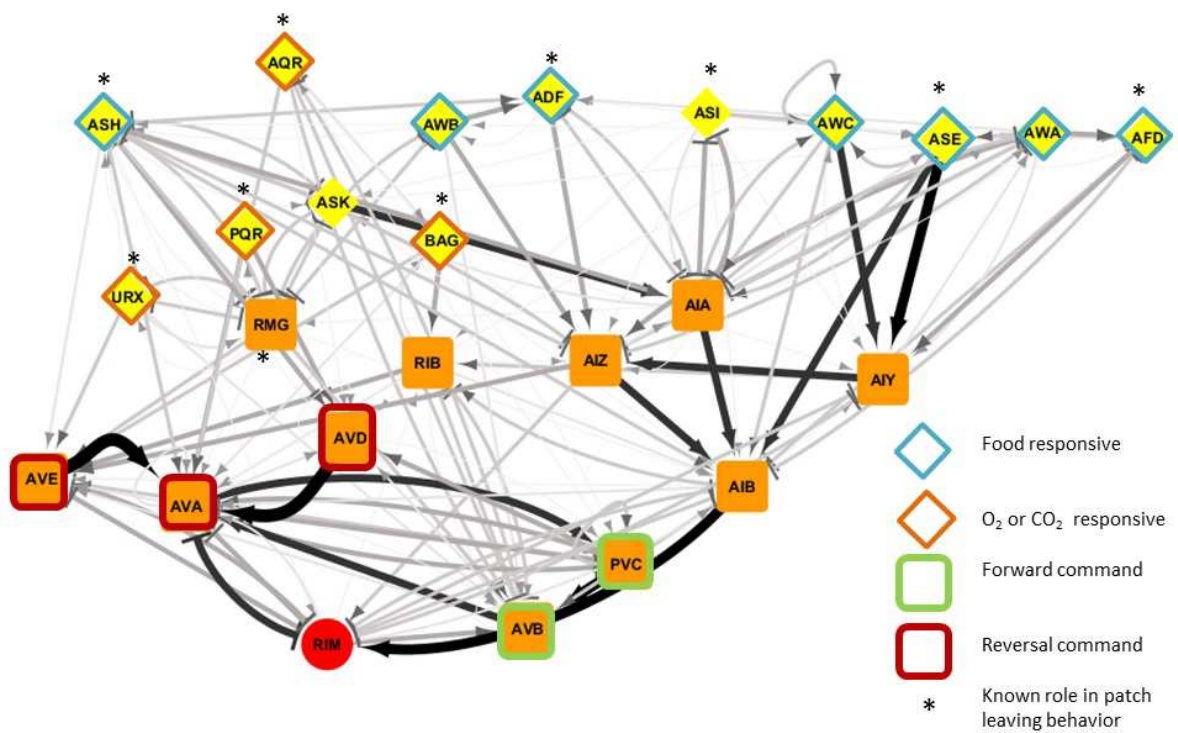 *
AQR
*
ASH
AWB
*
ADF
*
ASI
AWC
*
ASE
AWA
*
AFD
*
PQR
ASK
*
BAG
*
URX
RMG
*
RIB
AIZ
AIA
AIY
AVE
AVA
AVD
AIB
PVC
AVB
RIM
Food responsive
O₂ or CO₂ responsive
Forward command
Reversal command
* Known role in patch
leaving behavior